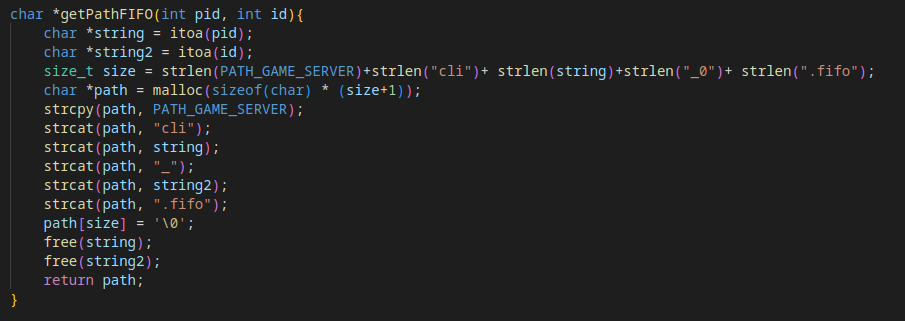 char *getPathFIFO(int pid, int id){
    char *string = itoa(pid);
    char *string2 = itoa(id);
    size_t size = strlen(PATH_GAME_SERVER)+strlen("cli")+ strlen(string)+strlen("_0")+ strlen(".fifo");
    char *path = malloc(sizeof(char) * (size+1));
    strcpy(path, PATH_GAME_SERVER);
    strcat(path, "cli");
    strcat(path, string);
    strcat(path, "_");
    strcat(path, string2);
    strcat(path, ".fifo");
    path[size] = '\0';
    free(string);
    free(string2);
    return path;
}